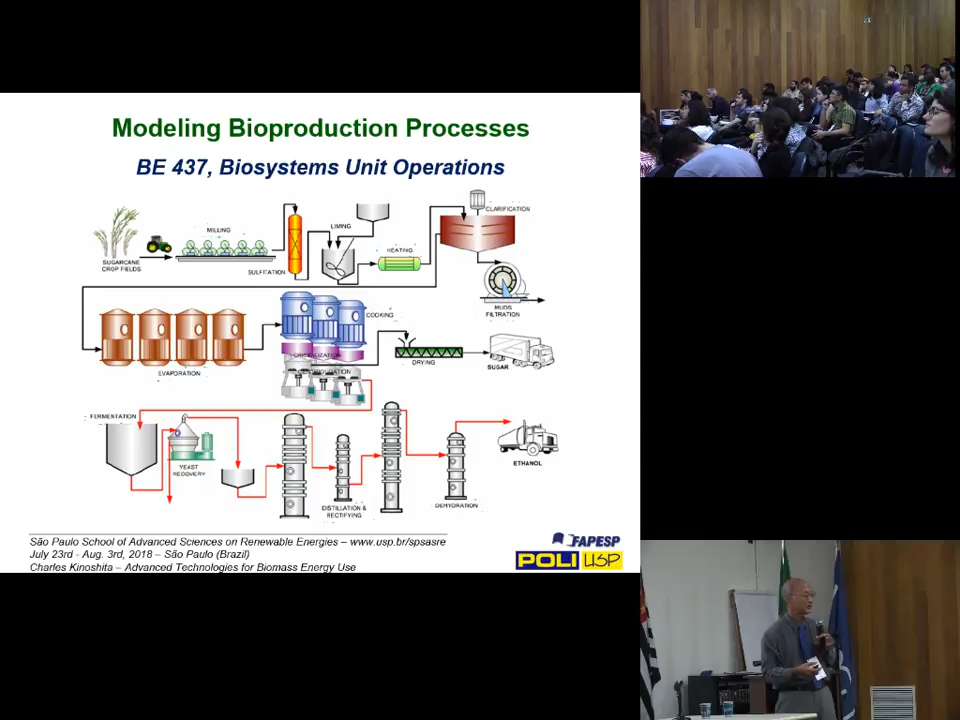 Modeling Bioproduction Processes
BE 437, Biosystems Unit Operations
SUGARCANE
CROP FIELDS
MILLING
SULFITATION
LIMING
HEATING
CLARIFICATION
MUDS
FILTRATION
EVAPORATION
COOKING
DRYING
SUGAR
FERMENTATION
YEAST
RECOVERY
DISTILLATION &
RECTIFYING
DEHYDRATION
ETHANOL
São Paulo School of Advanced Sciences on Renewable Energies – www.usp.br/spsasre
July 23rd - Aug. 3rd, 2018 – São Paulo (Brazil)
Charles Kinoshita – Advanced Technologies for Biomass Energy Use
FAPESP
POLI USP